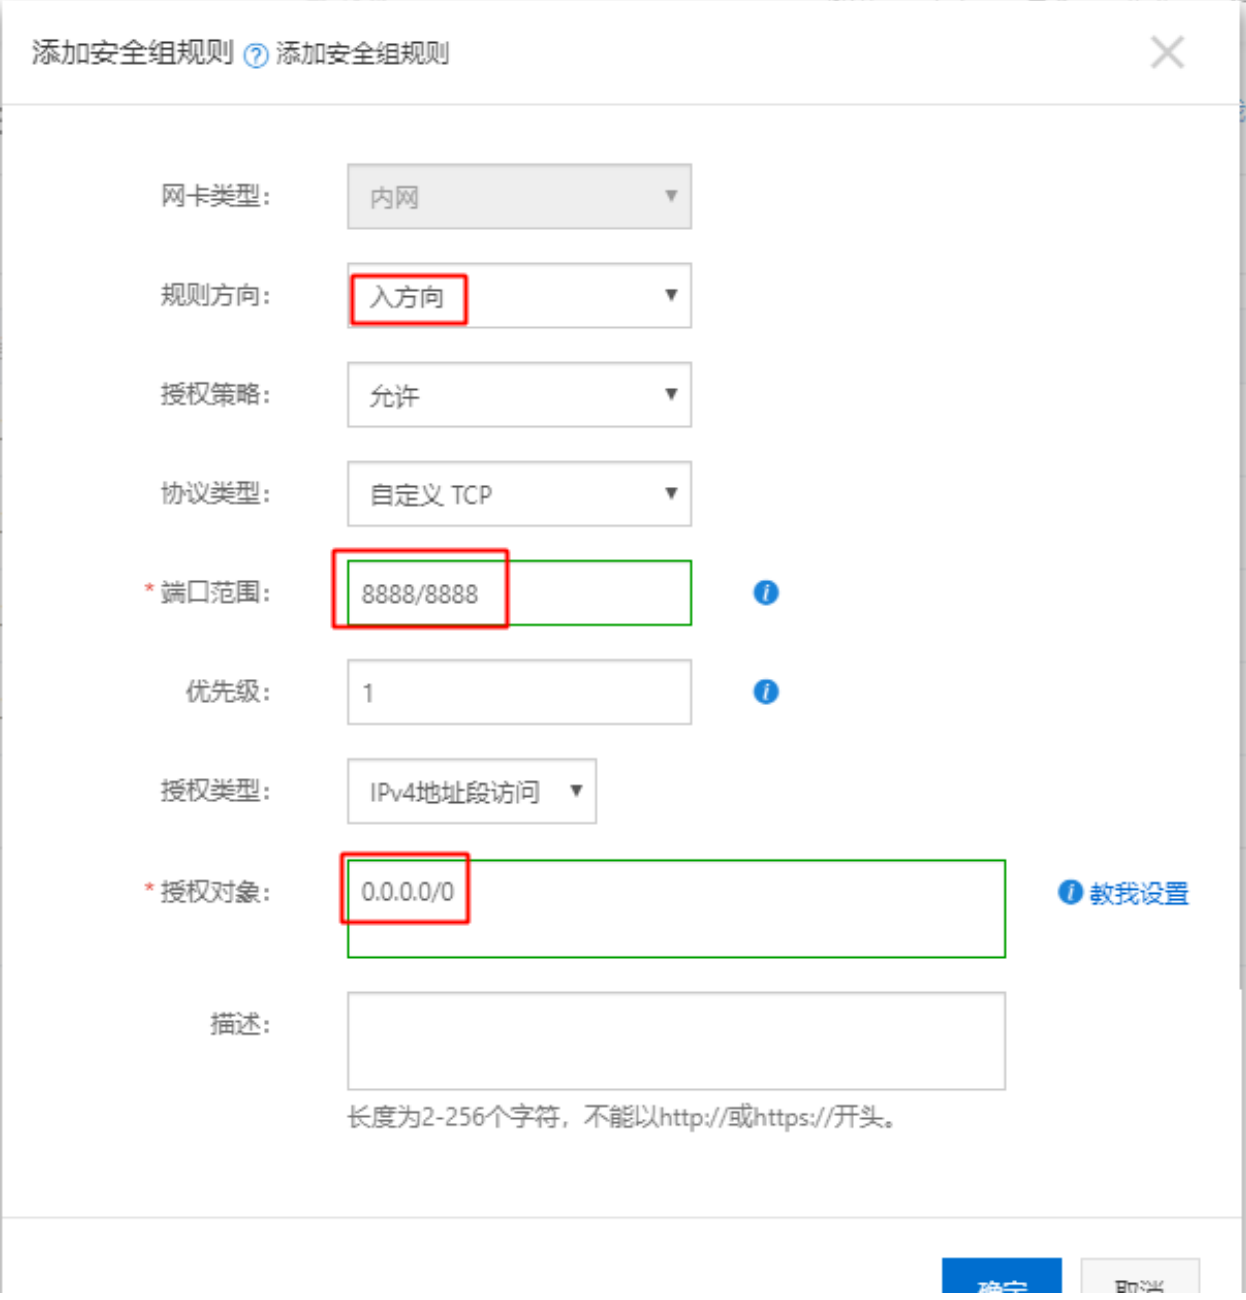 添加安全组规则 ? 添加安全组规则
网卡类型： 内网
规则方向： 入方向
授权策略： 允许
协议类型： 自定义 TCP
* 端口范围： 8888/8888
优先级： 1
授权类型： IPv4地址段访问
* 授权对象： 0.0.0.0/0 教我设置
描述：
长度为2-256个字符，不能以http://或https://开头。
确定 取消